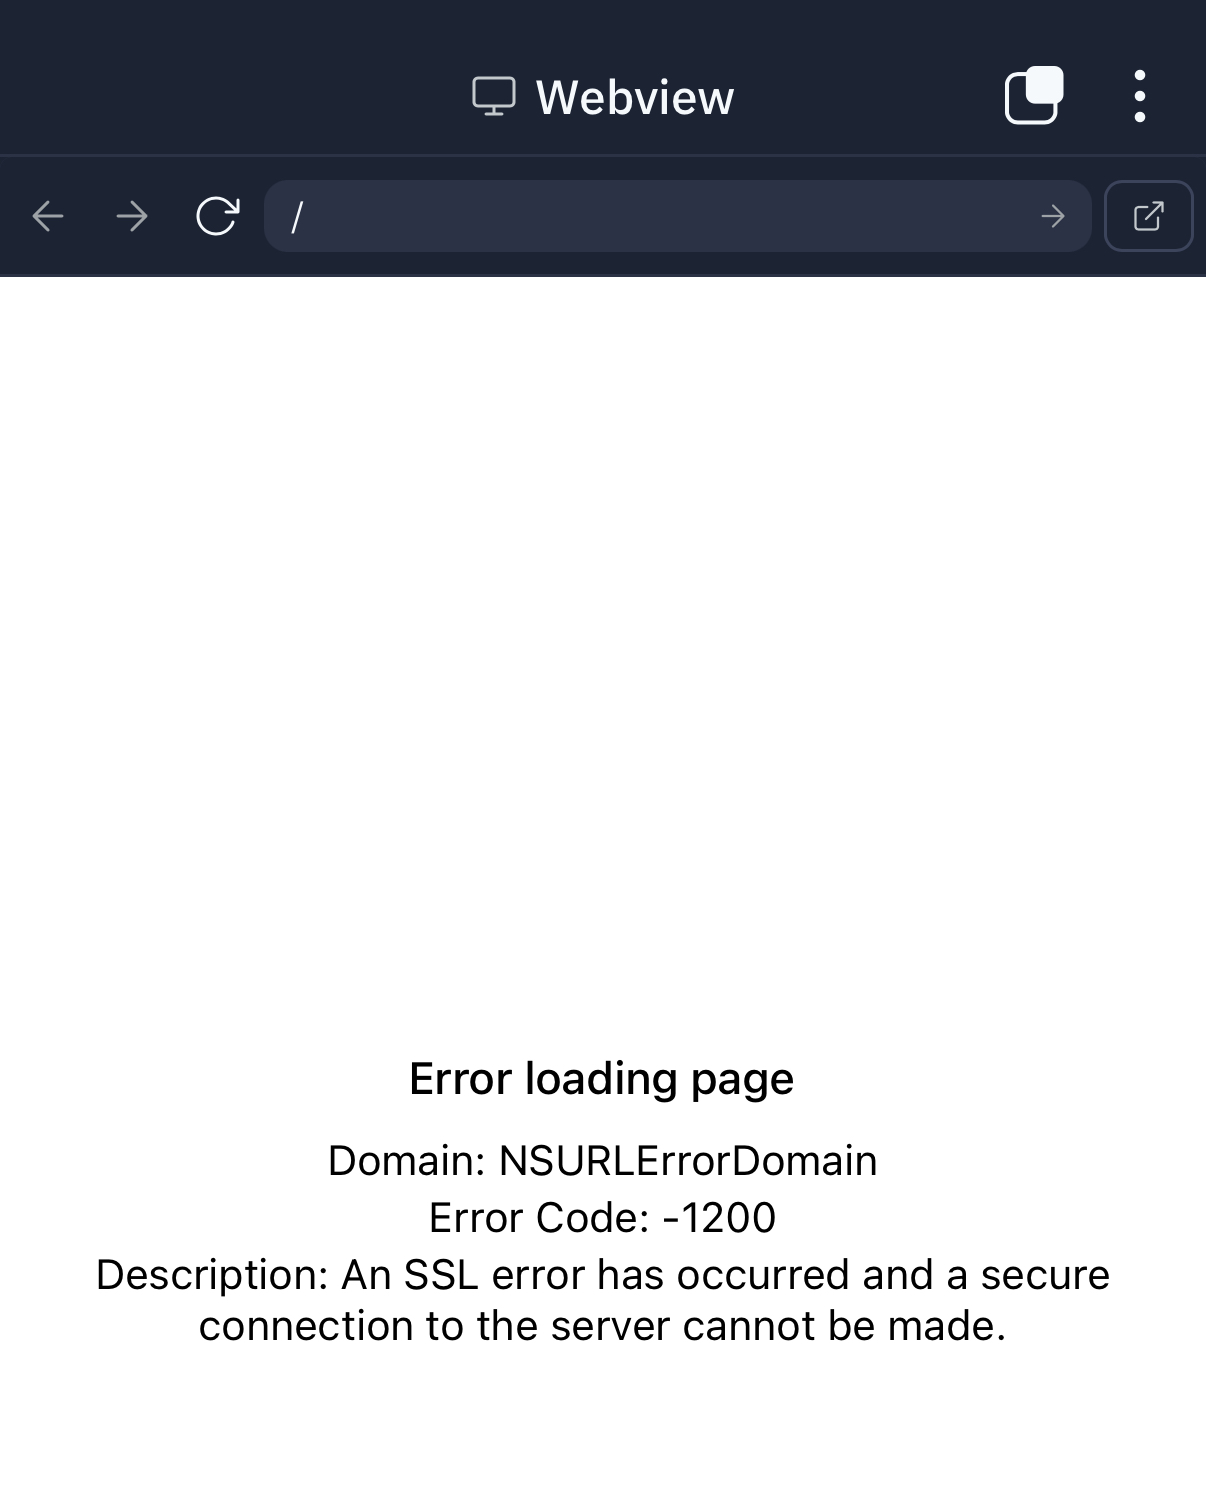 Webview
/
Error loading page
Domain: NSURLErrorDomain
Error Code: -1200
Description: An SSL error has occurred and a secure
connection to the server cannot be made.